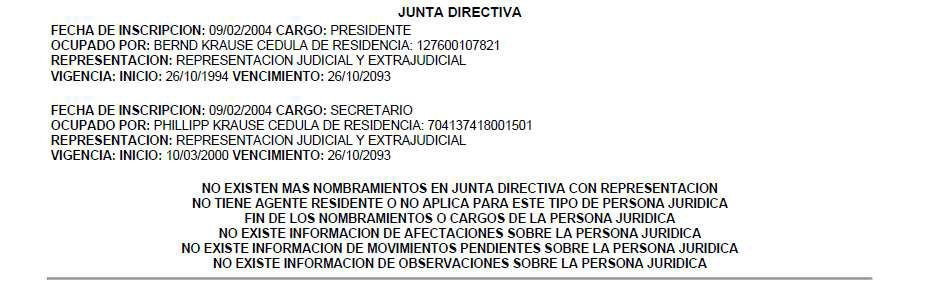 JUNTA DIRECTIVA
FECHA DE INSCRIPCION: 09/02/2004 CARGO: PRESIDENTE
OCUPADO POR: BERND KRAUSE CEDULA DE RESIDENCIA: 127600107821
REPRESENTACION: REPRESENTACION JUDICIAL Y EXTRAJUDICIAL
VIGENCIA: INICIO: 26/10/1994 VENCIMIENTO: 26/10/2093
FECHA DE INSCRIPCION: 09/02/2004 CARGO: SECRETARIO
OCUPADO POR: PHILLIPP KRAUSE CEDULA DE RESIDENCIA: 704137418001501
REPRESENTACION: REPRESENTACION JUDICIAL Y EXTRAJUDICIAL
VIGENCIA: INICIO: 10/03/2000 VENCIMIENTO: 26/10/2093
NO EXISTEN MAS NOMBRAMIENTOS EN JUNTA DIRECTIVA CON REPRESENTACION
NO TIENE AGENTE RESIDENTE O NO APLICA PARA ESTE TIPO DE PERSONA JURIDICA
FIN DE LOS NOMBRAMIENTOS O CARGOS DE LA PERSONA JURIDICA
NO EXISTE INFORMACION DE AFECTACIONES SOBRE LA PERSONA JURIDICA
NO EXISTE INFORMACION DE MOVIMIENTOS PENDIENTES SOBRE LA PERSONA JURIDICA
NO EXISTE INFORMACION DE OBSERVACIONES SOBRE LA PERSONA JURIDICA